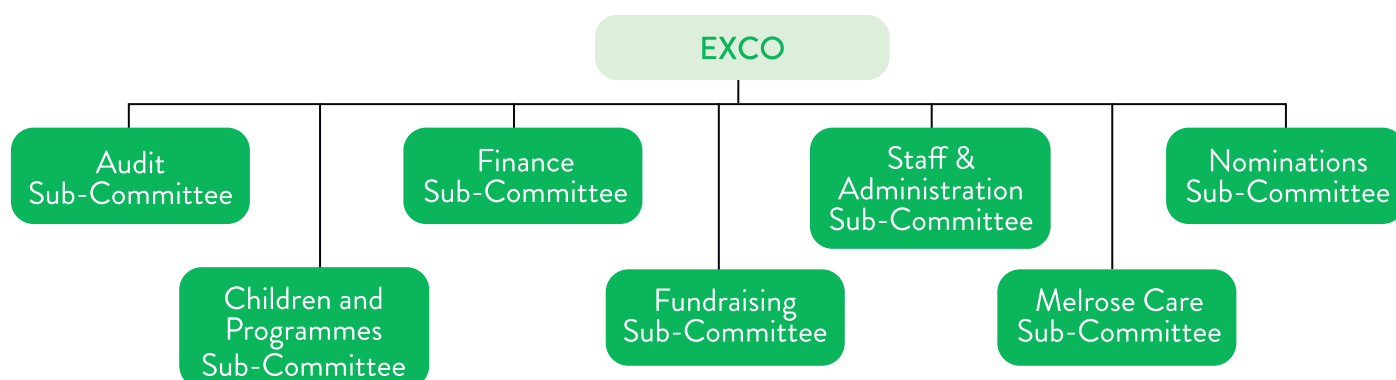 EXCO
Audit
Sub-Committee
Finance
Sub-Committee
Staff &
Administration
Sub-Committee
Nominations
Sub-Committee
Children and
Programmes
Sub-Committee
Fundraising
Sub-Committee
Melrose Care
Sub-Committee